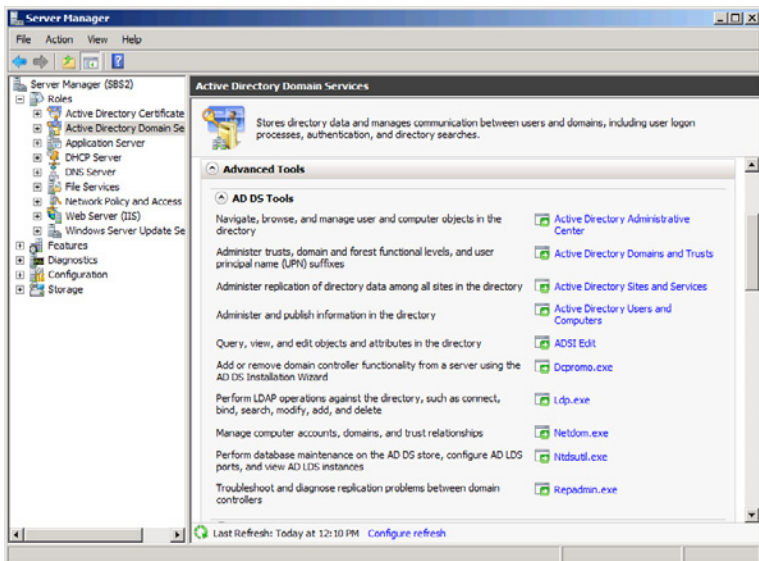 Server Manager
File Action View Help
Server Manager (SBS2)
Roles
Active Directory Certificate
Active Directory Domain Se
Application Server
DHCP Server
DNS Server
File Services
Network Policy and Access
Web Server (IIS)
Windows Server Update Se
Features
Diagnostics
Configuration
Storage
Active Directory Domain Services
Stores directory data and manages communication between users and domains, including user logon
processes, authentication, and directory searches.
Advanced Tools
AD DS Tools
Navigate, browse, and manage user and computer objects in the
directory
Active Directory Administrative
Center
Administer trusts, domain and forest functional levels, and user
principal name (UPN) suffixes
Active Directory Domains and Trusts
Administer replication of directory data among all sites in the directory
Active Directory Sites and Services
Administer and publish information in the directory
Active Directory Users and
Computers
Query, view, and edit objects and attributes in the directory
ADSI Edit
Add or remove domain controller functionality from a server using the
AD DS Installation Wizard
Dcpromo.exe
Perform LDAP operations against the directory, such as connect,
bind, search, modify, add, and delete
Ldp.exe
Manage computer accounts, domains, and trust relationships
Netdom.exe
Perform database maintenance on the AD DS store, configure AD LDS
ports, and view AD LDS instances
Ntdsutil.exe
Troubleshoot and diagnose replication problems between domain
controllers
Repadmin.exe
Last Refresh: Today at 12:10 PM Configure refresh